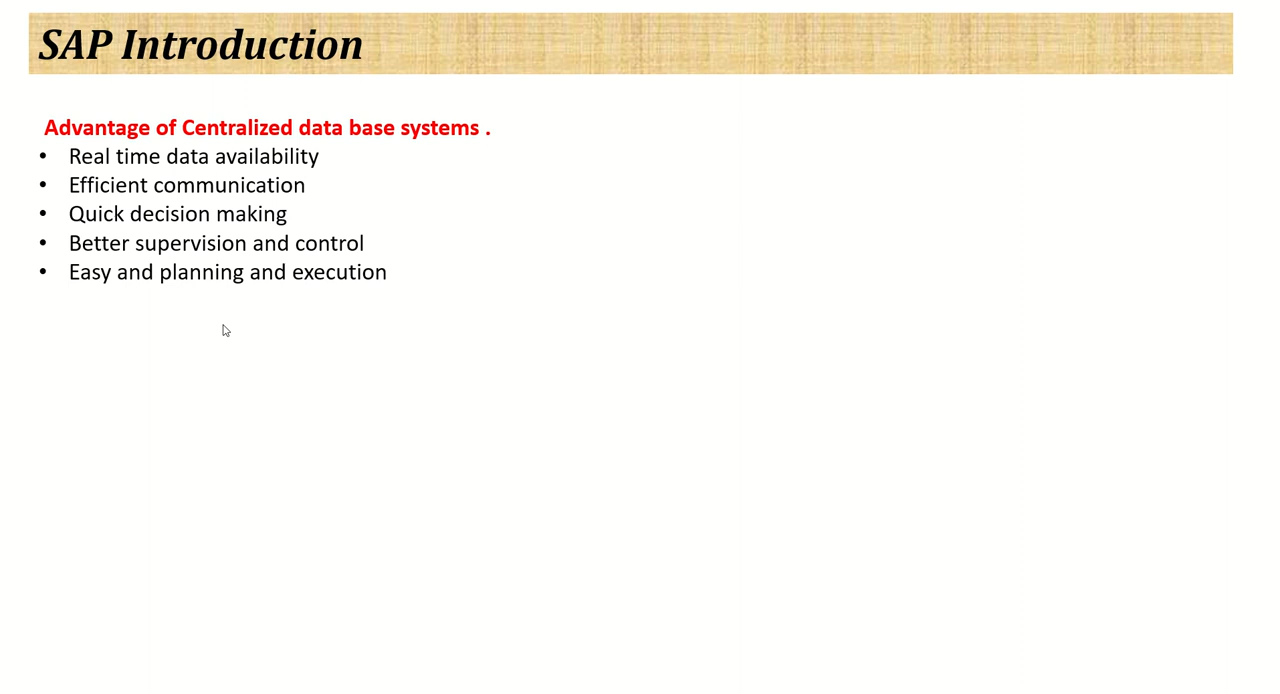 SAP Introduction
Advantage of Centralized data base systems .
• Real time data availability
• Efficient communication
• Quick decision making
• Better supervision and control
• Easy and planning and execution